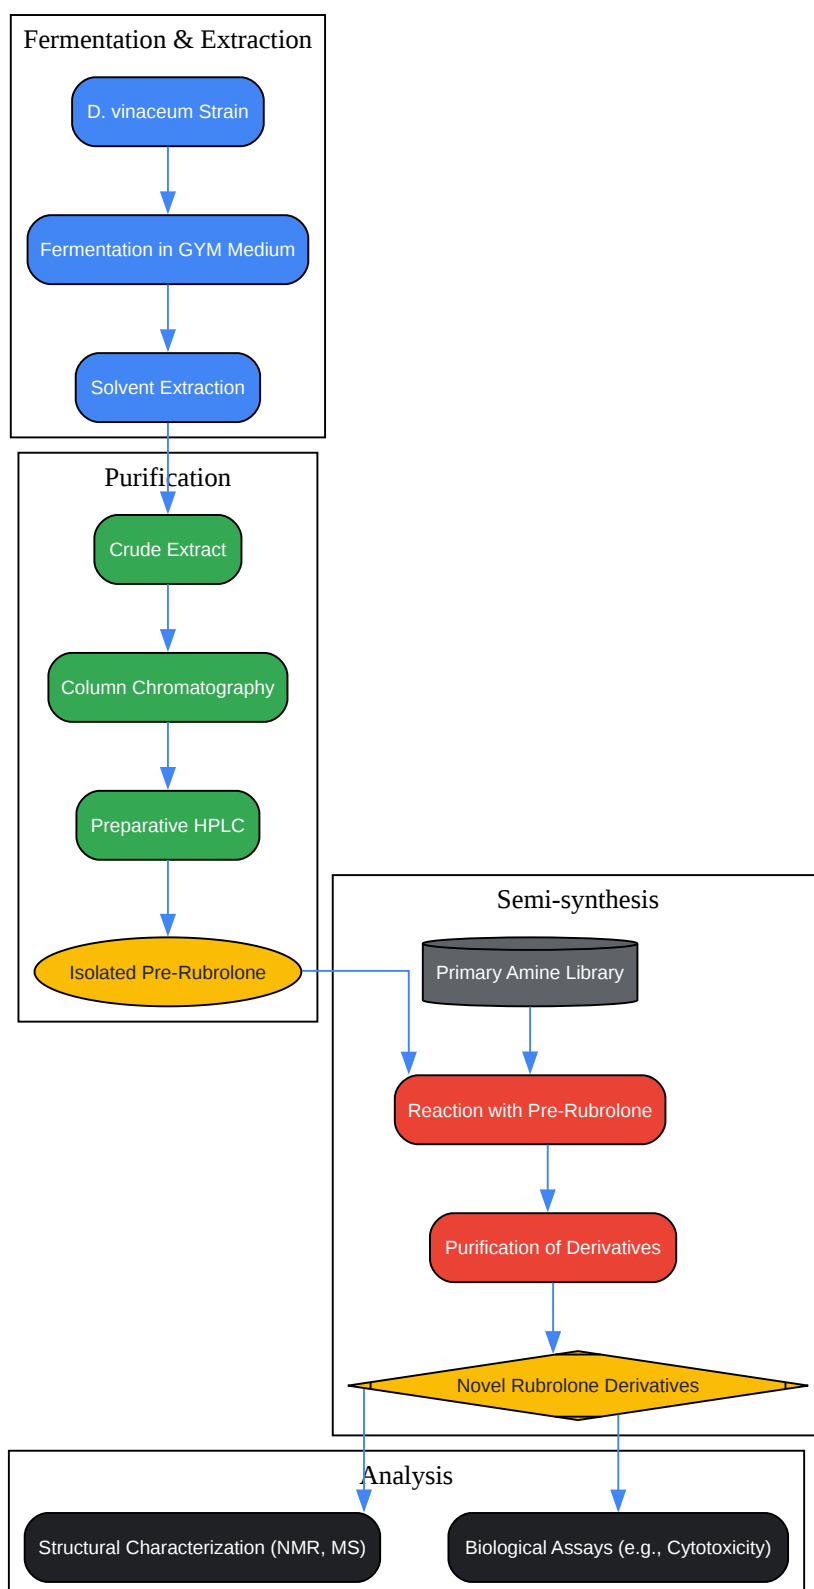 Fermentation & Extraction
D. vinaceum Strain
Fermentation in GYM Medium
Solvent Extraction
Purification
Crude Extract
Column Chromatography
Preparative HPLC
Isolated Pre-Rubrolone
Semi-synthesis
Primary Amine Library
Reaction with Pre-Rubrolone
Purification of Derivatives
Novel Rubrolone Derivatives
Analysis
Structural Characterization (NMR, MS)
Biological Assays (e.g., Cytotoxicity)